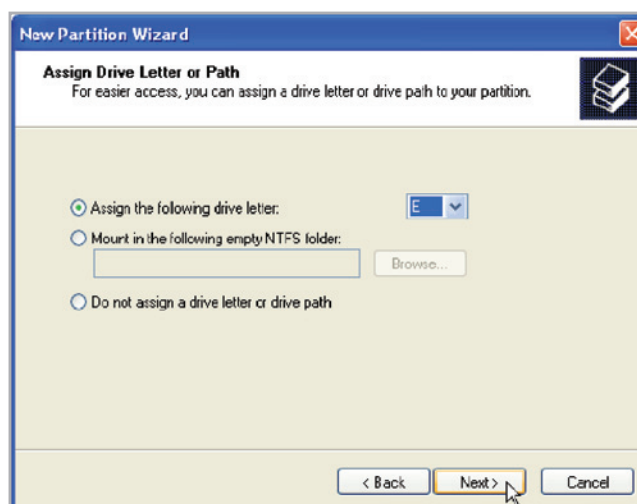 New Partition Wizard
Assign Drive Letter or Path
For easier access, you can assign a drive letter or drive path to your partition.
Assign the following drive letter: E
Mount in the following empty NTFS folder:
Browse...
Do not assign a drive letter or drive path
< Back Next > Cancel